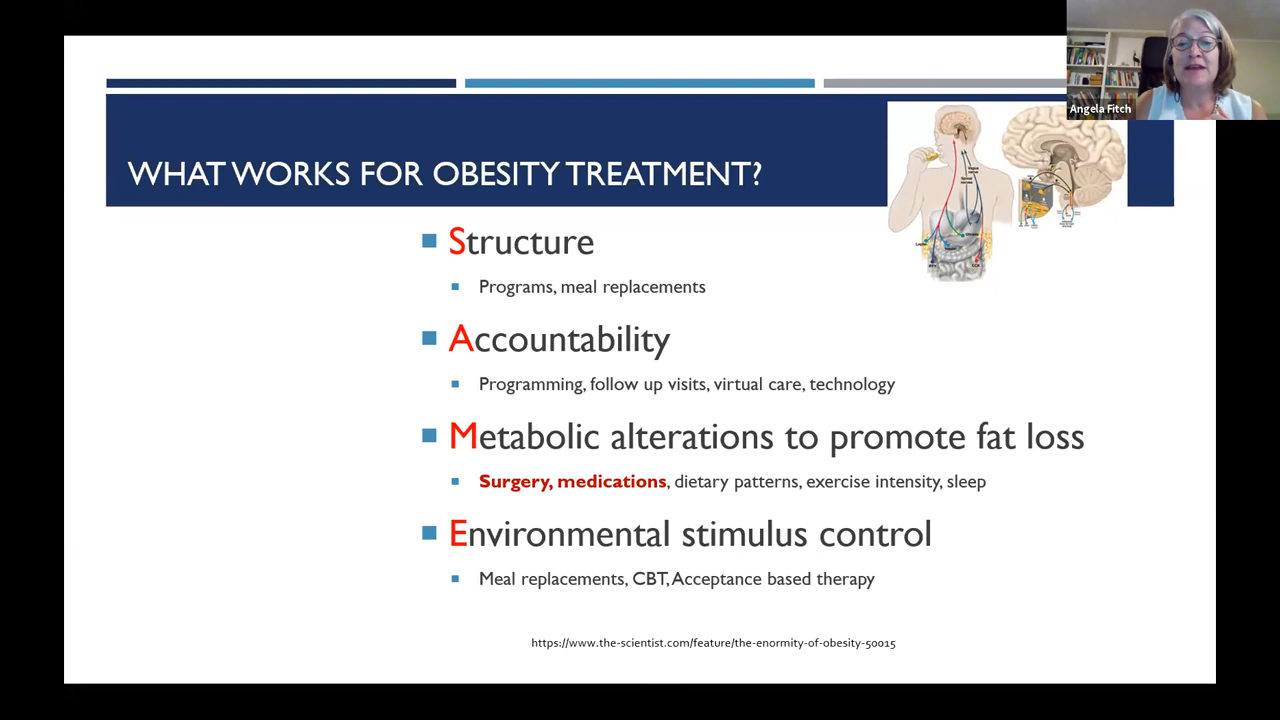 Angela Fitch
WHAT WORKS FOR OBESITY TREATMENT?
Structure
Programs, meal replacements
Accountability
Programming, follow up visits, virtual care, technology
Metabolic alterations to promote fat loss
Surgery, medications, dietary patterns, exercise intensity, sleep
Environmental stimulus control
Meal replacements, CBT, Acceptance based therapy
https://www.the-scientist.com/feature/the-enormity-of-obesity-50015